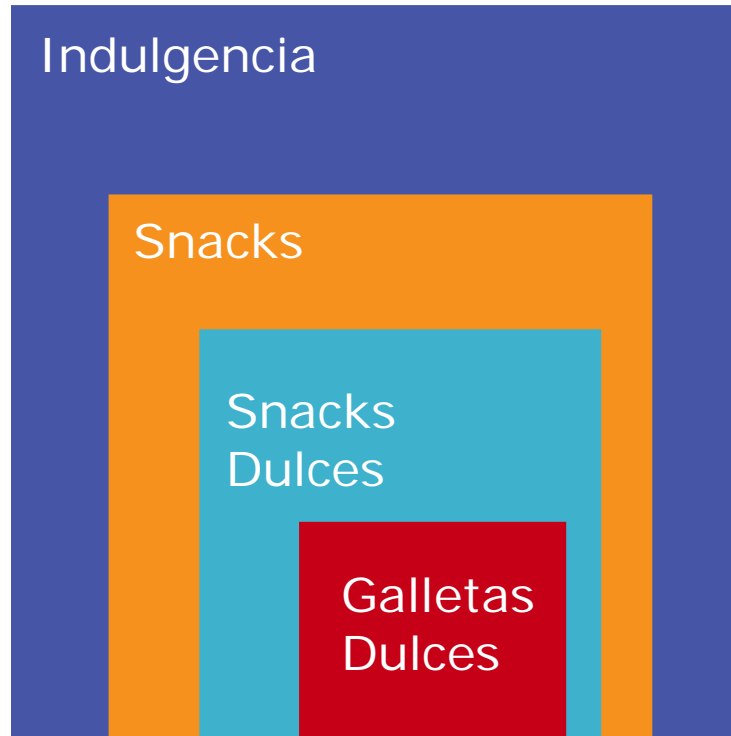 Indulgencia
Snacks
Snacks
Dulces
Galletas
Dulces